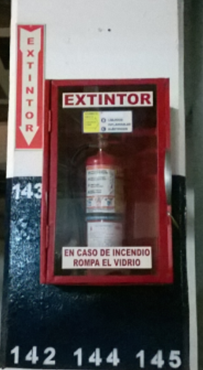 EXTINTOR
EXTINTOR
EN CASO DE INCENDIO
ROMPA EL VIDRIO
143
142 144 145